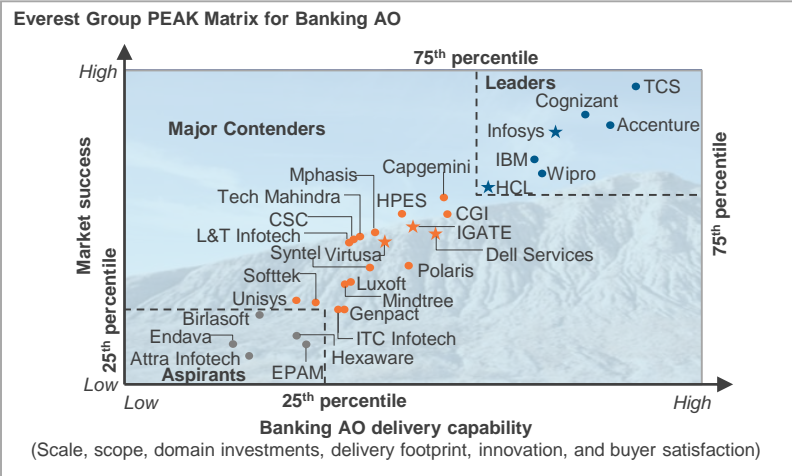 Everest Group PEAK Matrix for Banking AO
High
75th percentile
Leaders
TCS
Cognizant
Accenture
Infosys
Major Contenders
IBM
Wipro
HCL
Capgemini
Mphasis
Tech Mahindra
HPES
CSC
CGI
L&T Infotech
IGATE
Syntel
Virtusa
Dell Services
Softtek
Polaris
Luxoft
Unisys
Mindtree
Birlasoft
Genpact
Endava
ITC Infotech
Attra Infotech
Hexaware
Aspirants
EPAM
Market success
25th percentile
75th percentile
Low
Low
25th percentile
High
Banking AO delivery capability
(Scale, scope, domain investments, delivery footprint, innovation, and buyer satisfaction)